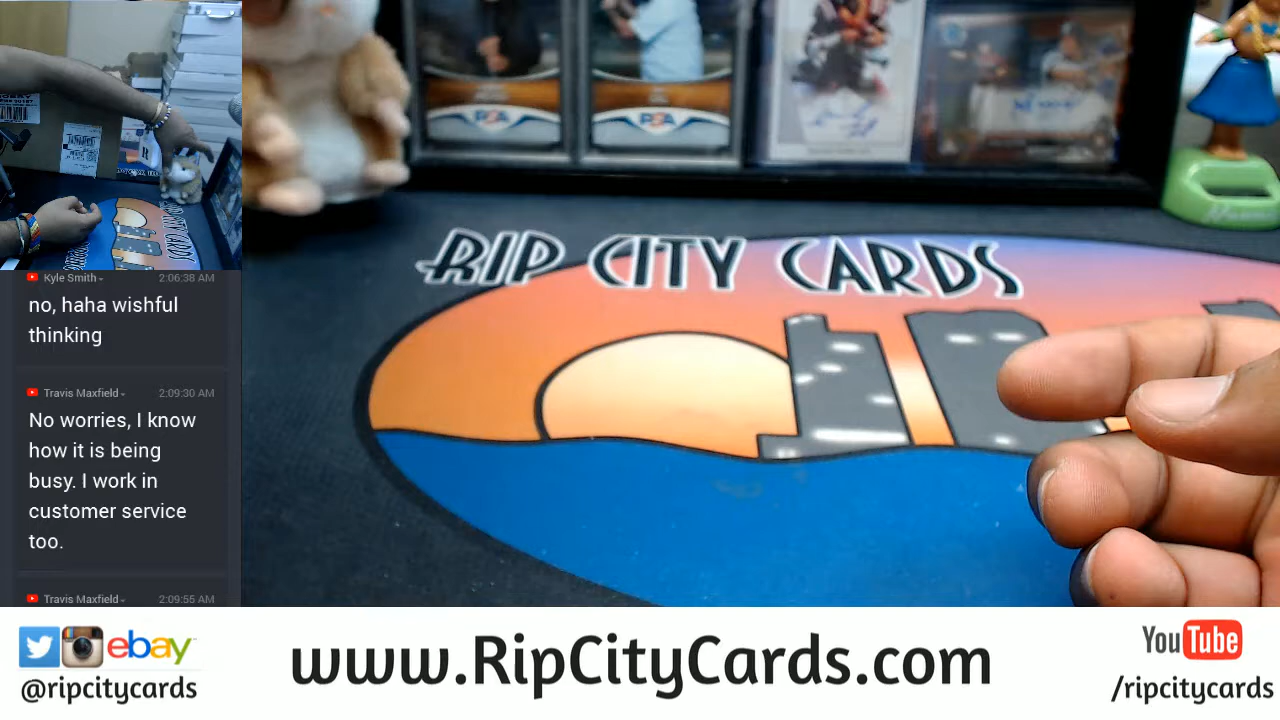 RIP CITY CARDS
Kyle Smith 2:06:38 AM
no, haha wishful
thinking
Travis Maxfield 2:09:30 AM
No worries, I know
how it is being
busy. I work in
customer service
too.
Travis Maxfield 2:09:55 AM
ebay
@ripcitycards
www.RipCityCards.com
YouTube
/ripcitycards